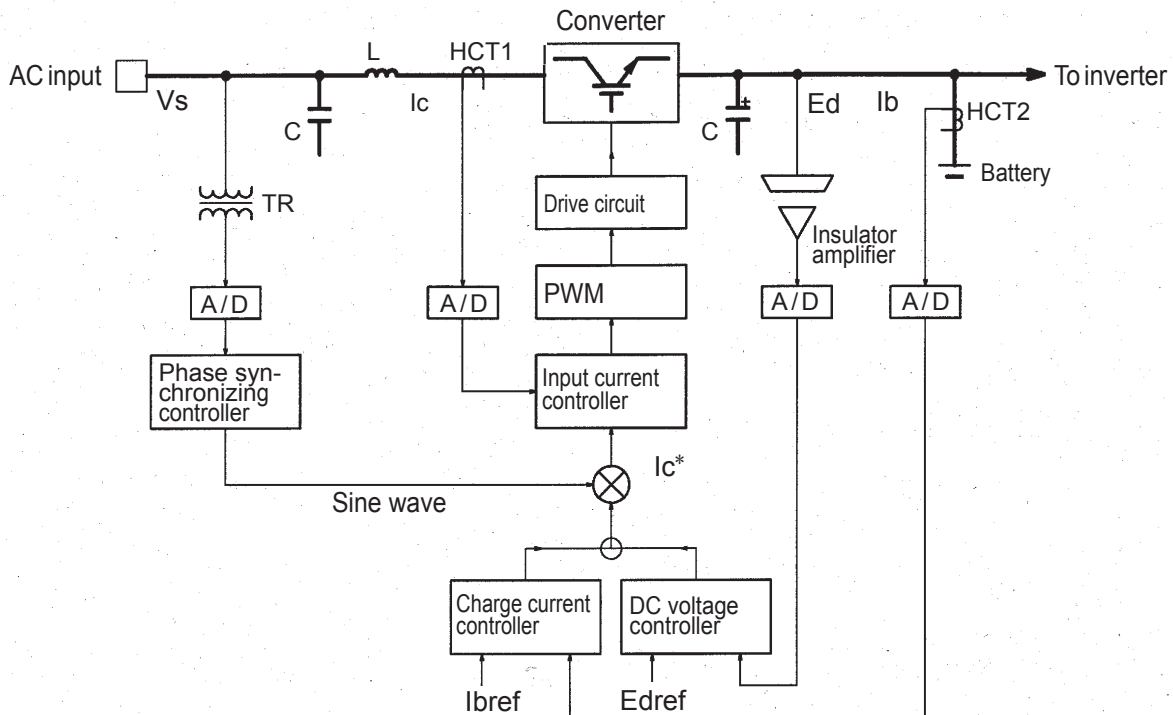 Converter
AC input
Vs
L
HCT1
Ic
C
C
+
Ed
Ib
To inverter
HCT2
Battery
TR
Drive circuit
Insulator
amplifier
A/D
A/D
PWM
A/D
A/D
Phase syn-
chronizing
controller
Input current
controller
Ic*
Sine wave
Charge current
controller
DC voltage
controller
Ibref
Edref